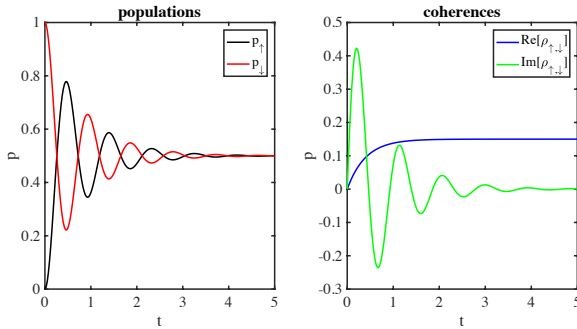 populations
coherences
p↑
p↓
Re[ρ↑,↓]
Im[ρ↑,↓]
1
0.8
0.6
0.4
0.2
0
p
0 1 2 3 4 5
t
0.5
0.4
0.3
0.2
0.1
0
-0.1
-0.2
-0.3
p
0 1 2 3 4 5
t